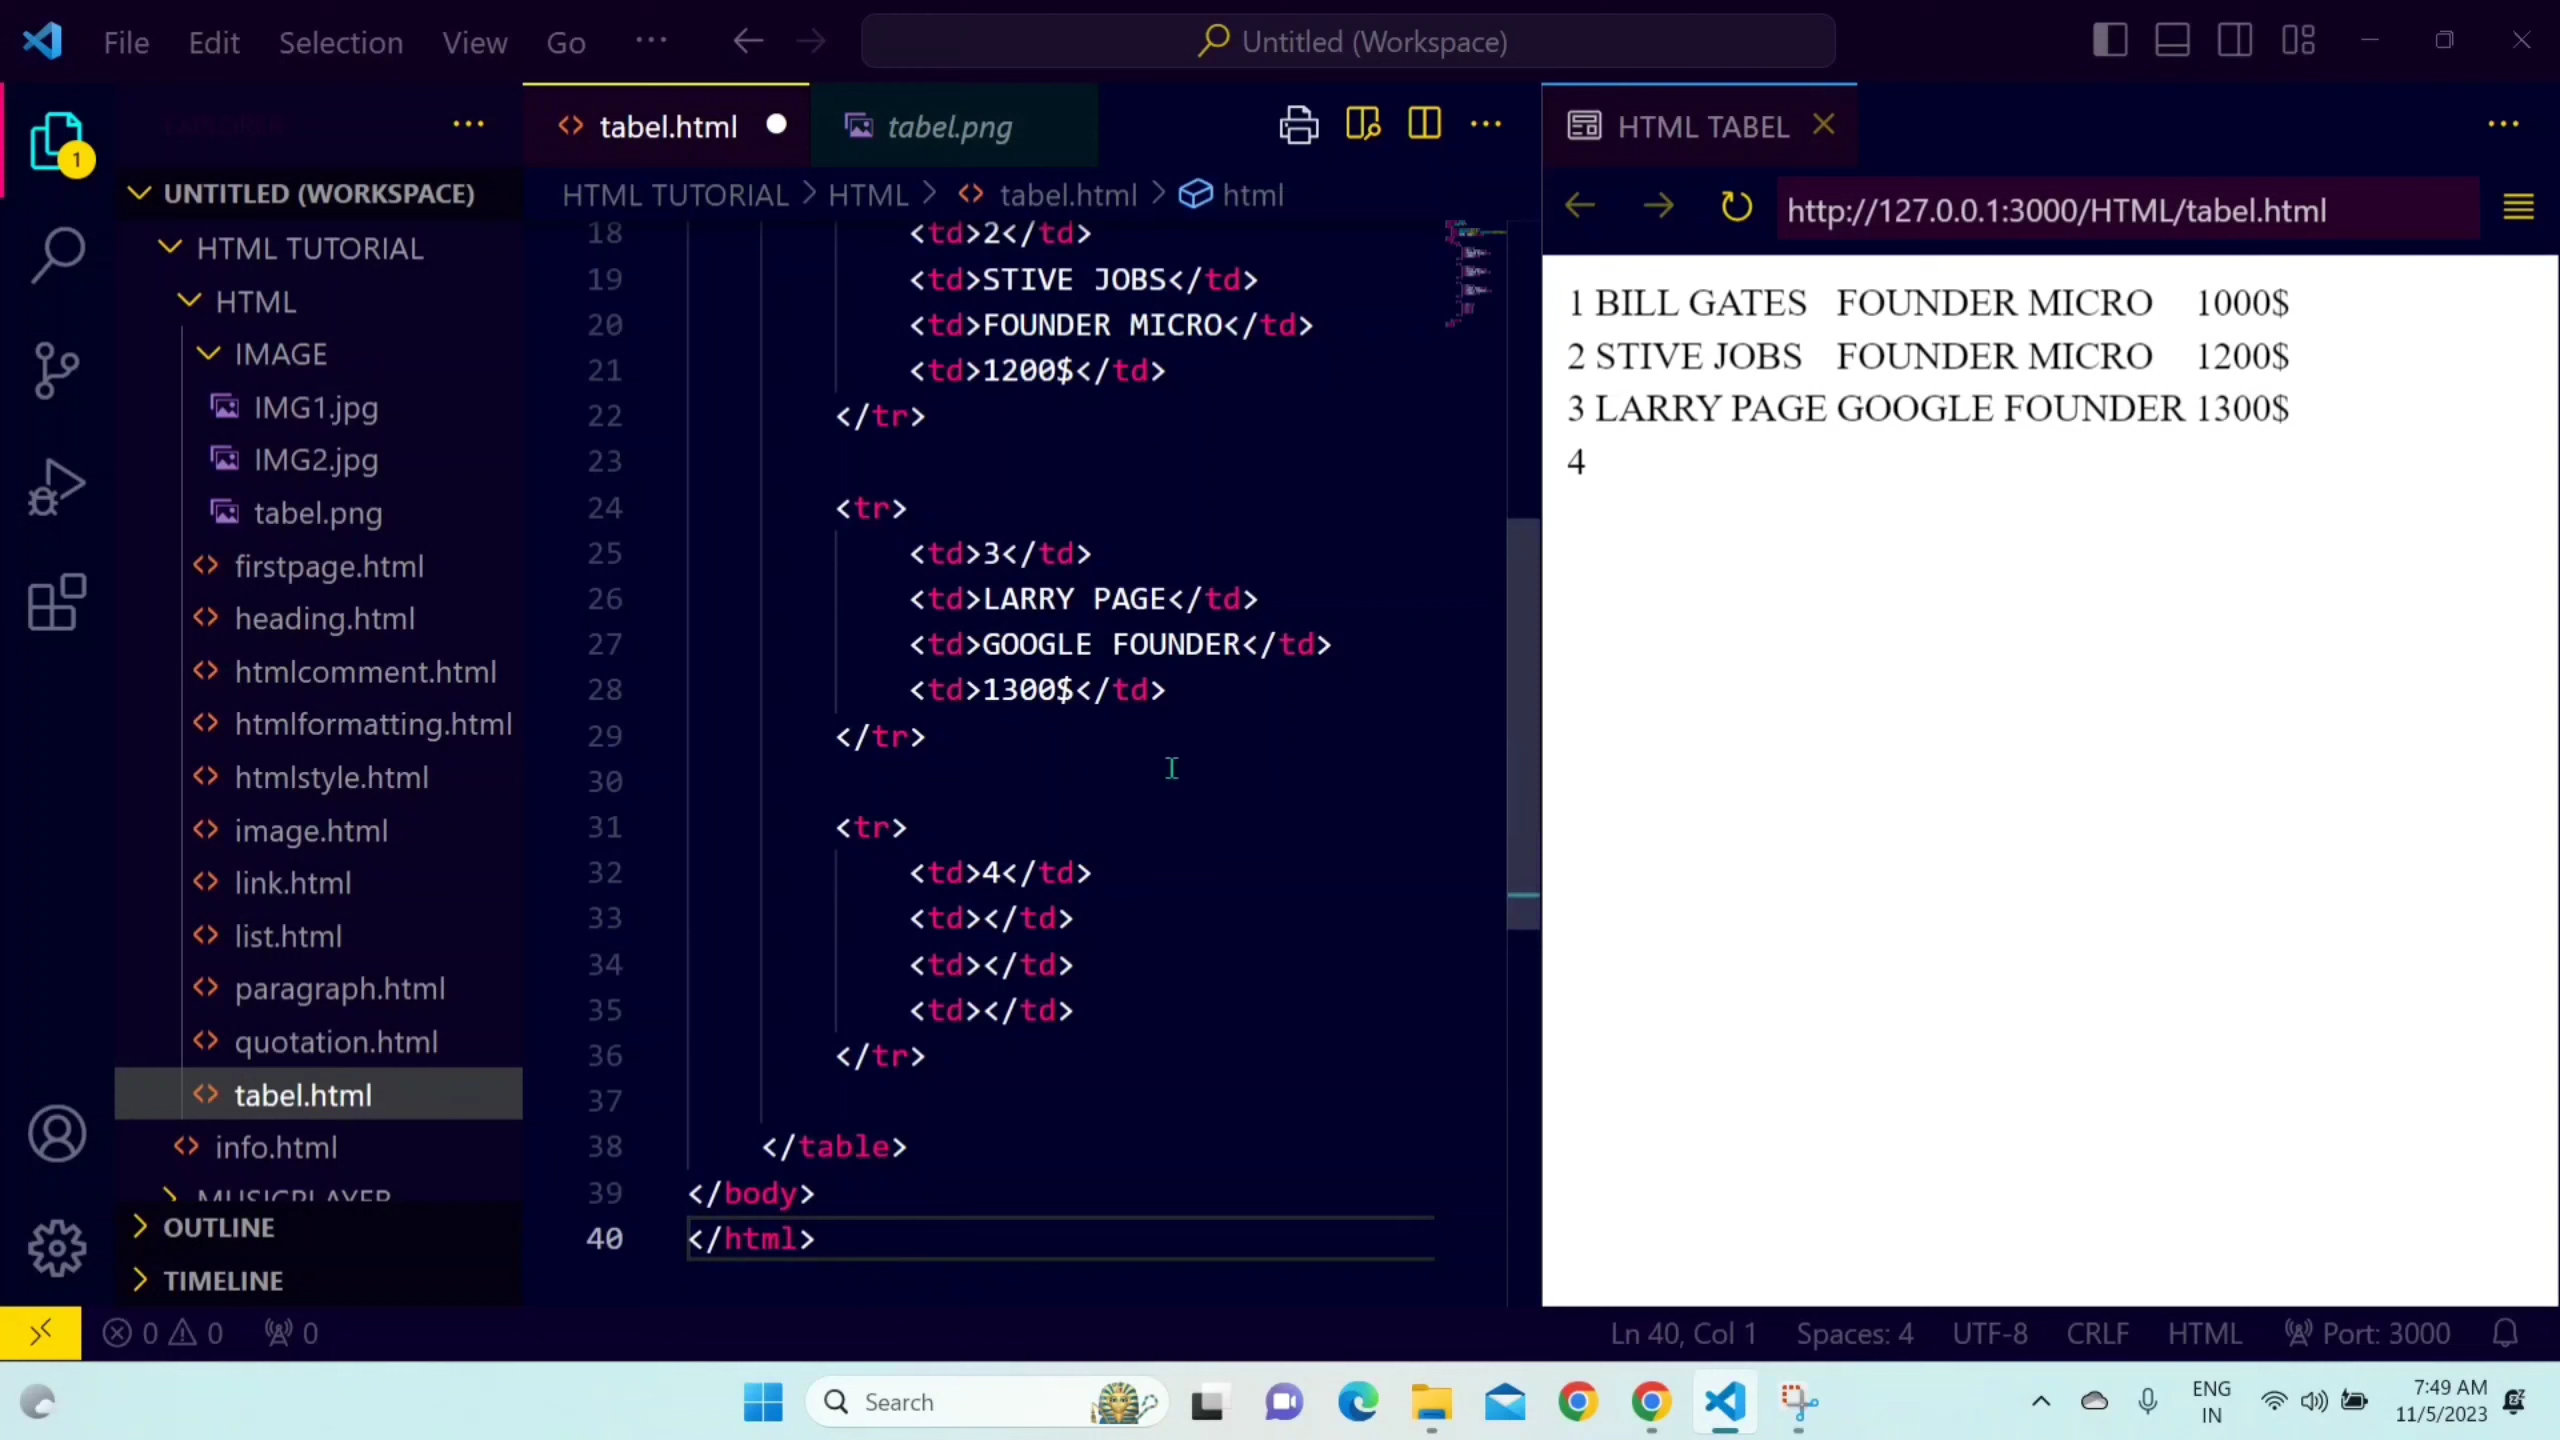 File Edit Selection View Go ... Untitled (Workspace)
tabel.html tabel.png HTML TABEL
1
UNTITLED (WORKSPACE)
HTML TUTORIAL > HTML > tabel.html > html
http://127.0.0.1:3000/HTML/tabel.html
HTML TUTORIAL
HTML
IMAGE
IMG1.jpg
IMG2.jpg
tabel.png
firstpage.html
heading.html
htmlcomment.html
htmlformatting.html
htmlstyle.html
image.html
link.html
list.html
paragraph.html
quotation.html
tabel.html
info.html
MUSICPLAYER
OUTLINE
TIMELINE
18 <td>2</td>
19 <td>STIVE JOBS</td>
20 <td>FOUNDER MICRO</td>
21 <td>1200$</td>
22 </tr>
23
24 <tr>
25 <td>3</td>
26 <td>LARRY PAGE</td>
27 <td>GOOGLE FOUNDER</td>
28 <td>1300$</td>
29 </tr>
30
31 <tr>
32 <td>4</td>
33 <td></td>
34 <td></td>
35 <td></td>
36 </tr>
37
38 </table>
39 </body>
40 </html>
1 BILL GATES FOUNDER MICRO 1000$
2 STIVE JOBS FOUNDER MICRO 1200$
3 LARRY PAGE GOOGLE FOUNDER 1300$
4
0 0 0 Ln 40, Col 1 Spaces: 4 UTF-8 CRLF HTML Port: 3000
Search ENG 7:49 AM
IN 11/5/2023